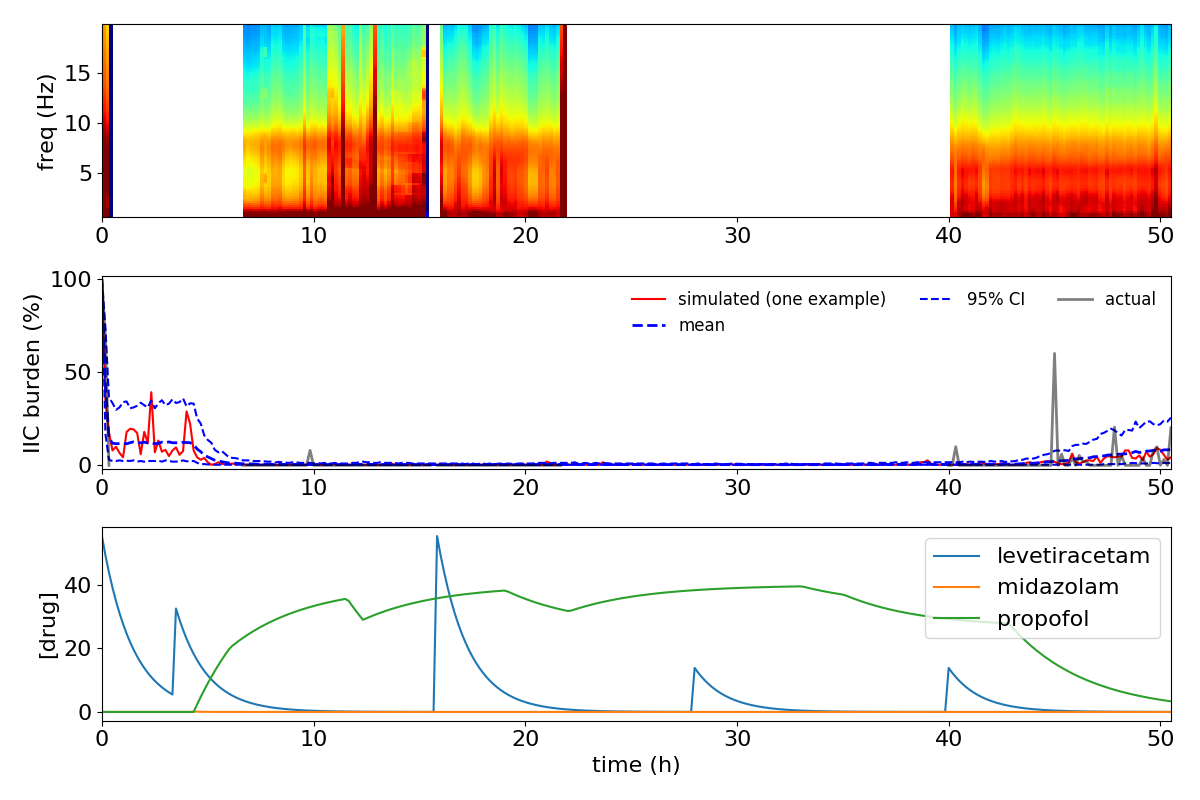 freq (Hz)
15
10
5
0 10 20 30 40 50
IIC burden (%)
100
50
0
simulated (one example) 95% CI actual
mean
0 10 20 30 40 50
[drug]
40
20
0
levetiracetam
midazolam
propofol
0 10 20 30 40 50
time (h)